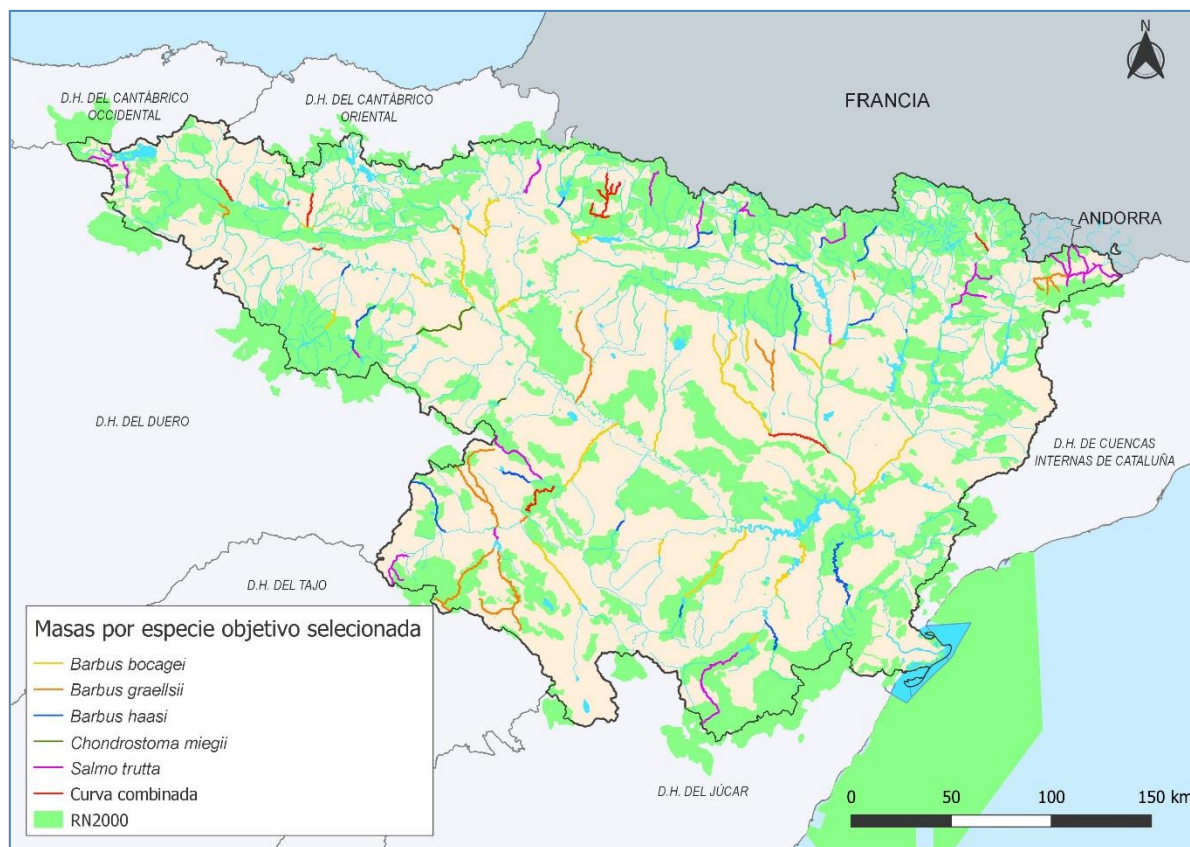 N
D.H. DEL CANTÁBRICO
OCCIDENTAL
D.H. DEL CANTÁBRICO
ORIENTAL
FRANCIA
ANDORRA
D.H. DEL DUERO
D.H. DE CUENCAS
INTERNAS DE CATALUÑA
D.H. DEL TAJO
D.H. DEL JÚCAR
Masas por especie objetivo selecionada
Barbus bocagei
Barbus graellsii
Barbus haasi
Chondrostoma miegii
Salmo trutta
Curva combinada
RN2000
0 50 100 150 km